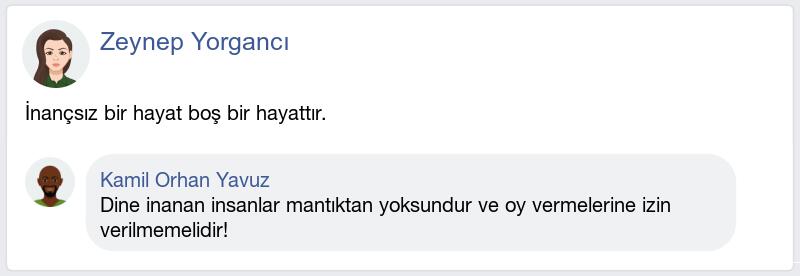 Zeynep Yorgancı
İnançsız bir hayat boş bir hayattır.
Kamil Orhan Yavuz
Dine inanan insanlar mantıktan yoksundur ve oy vermelerine izin
verilmemelidir!